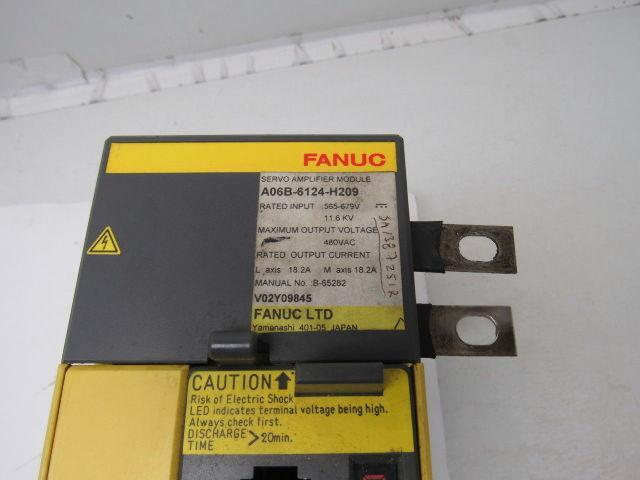 FANUC
SERVO AMPLIFIER MODULE
A06B-6124-H209
RATED INPUT :565-679V
11.6 KV
MAXIMUM OUTPUT VOLTAGE
480VAC
RATED OUTPUT CURRENT
L axis 18.2A M axis 18.2A
MANUAL No. :B-65282
V02Y09845
FANUC LTD
Yamanashi 401-05 JAPAN
CAUTION
Risk of Electric Shock
LED indicates terminal voltage being high.
Always check first.
DISCHARGE TIME >20min.